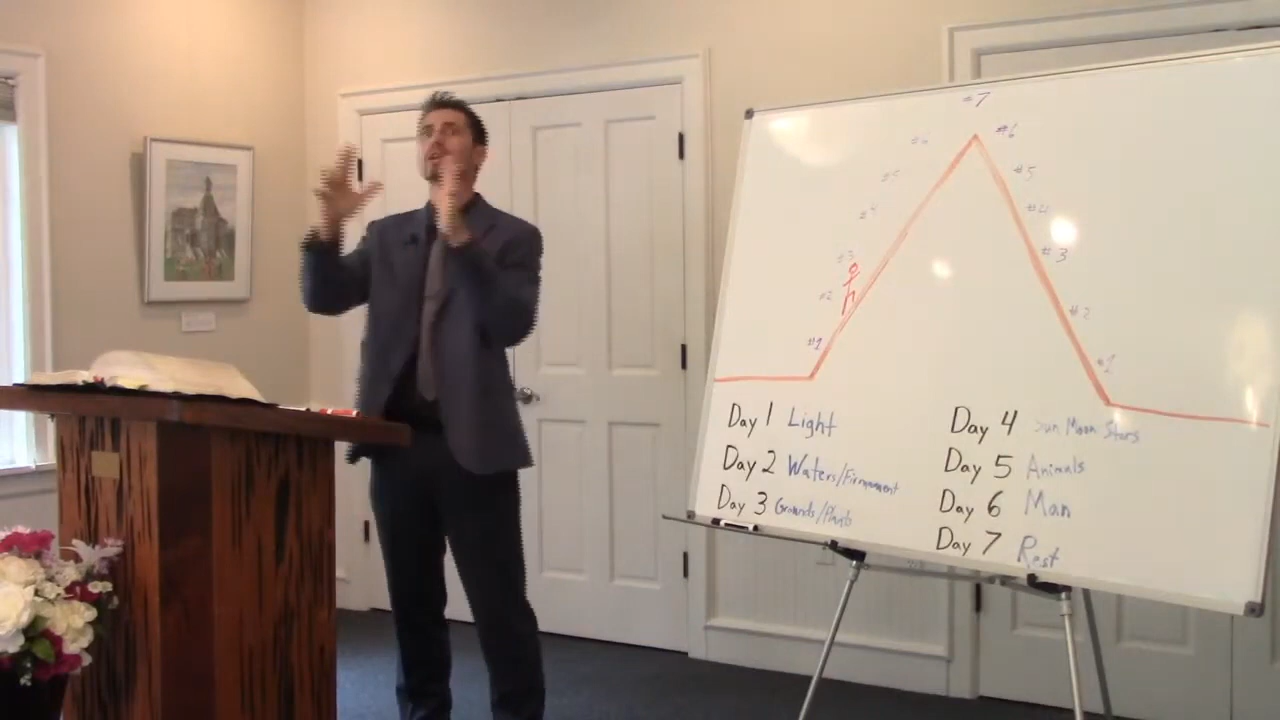 #7
#6 #6
#5 #5
#4 #4
#3 #3
#2 #2
#1 #1
Day 1 Light
Day 2 Waters/Firmament
Day 3 Grounds/Plants
Day 4 Sun Moon Stars
Day 5 Animals
Day 6 Man
Day 7 Rest